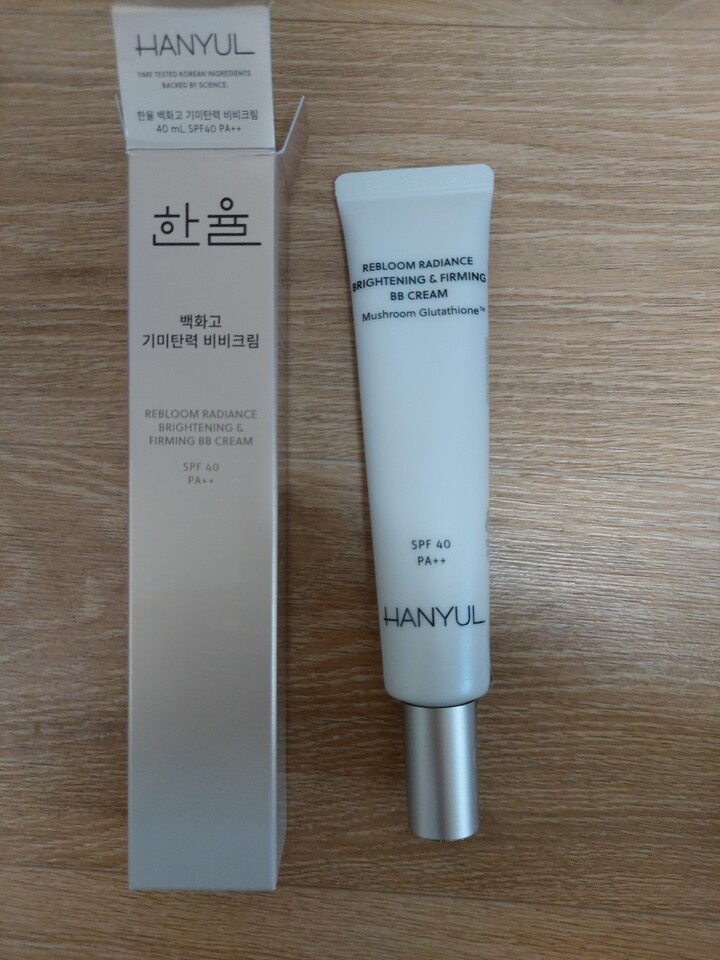 HANYUL
TIME TESTED KOREAN INGREDIENTS
BACKED BY SCIENCE.
한율 백화고 기미탄력 비비크림
40 mL SPF40 PA++
한율
백화고
기미탄력 비비크림
REBLOOM RADIANCE
BRIGHTENING &
FIRMING BB CREAM
SPF 40
PA++
REBLOOM RADIANCE
BRIGHTENING & FIRMING
BB CREAM
Mushroom Glutathione™
SPF 40
PA++
HANYUL